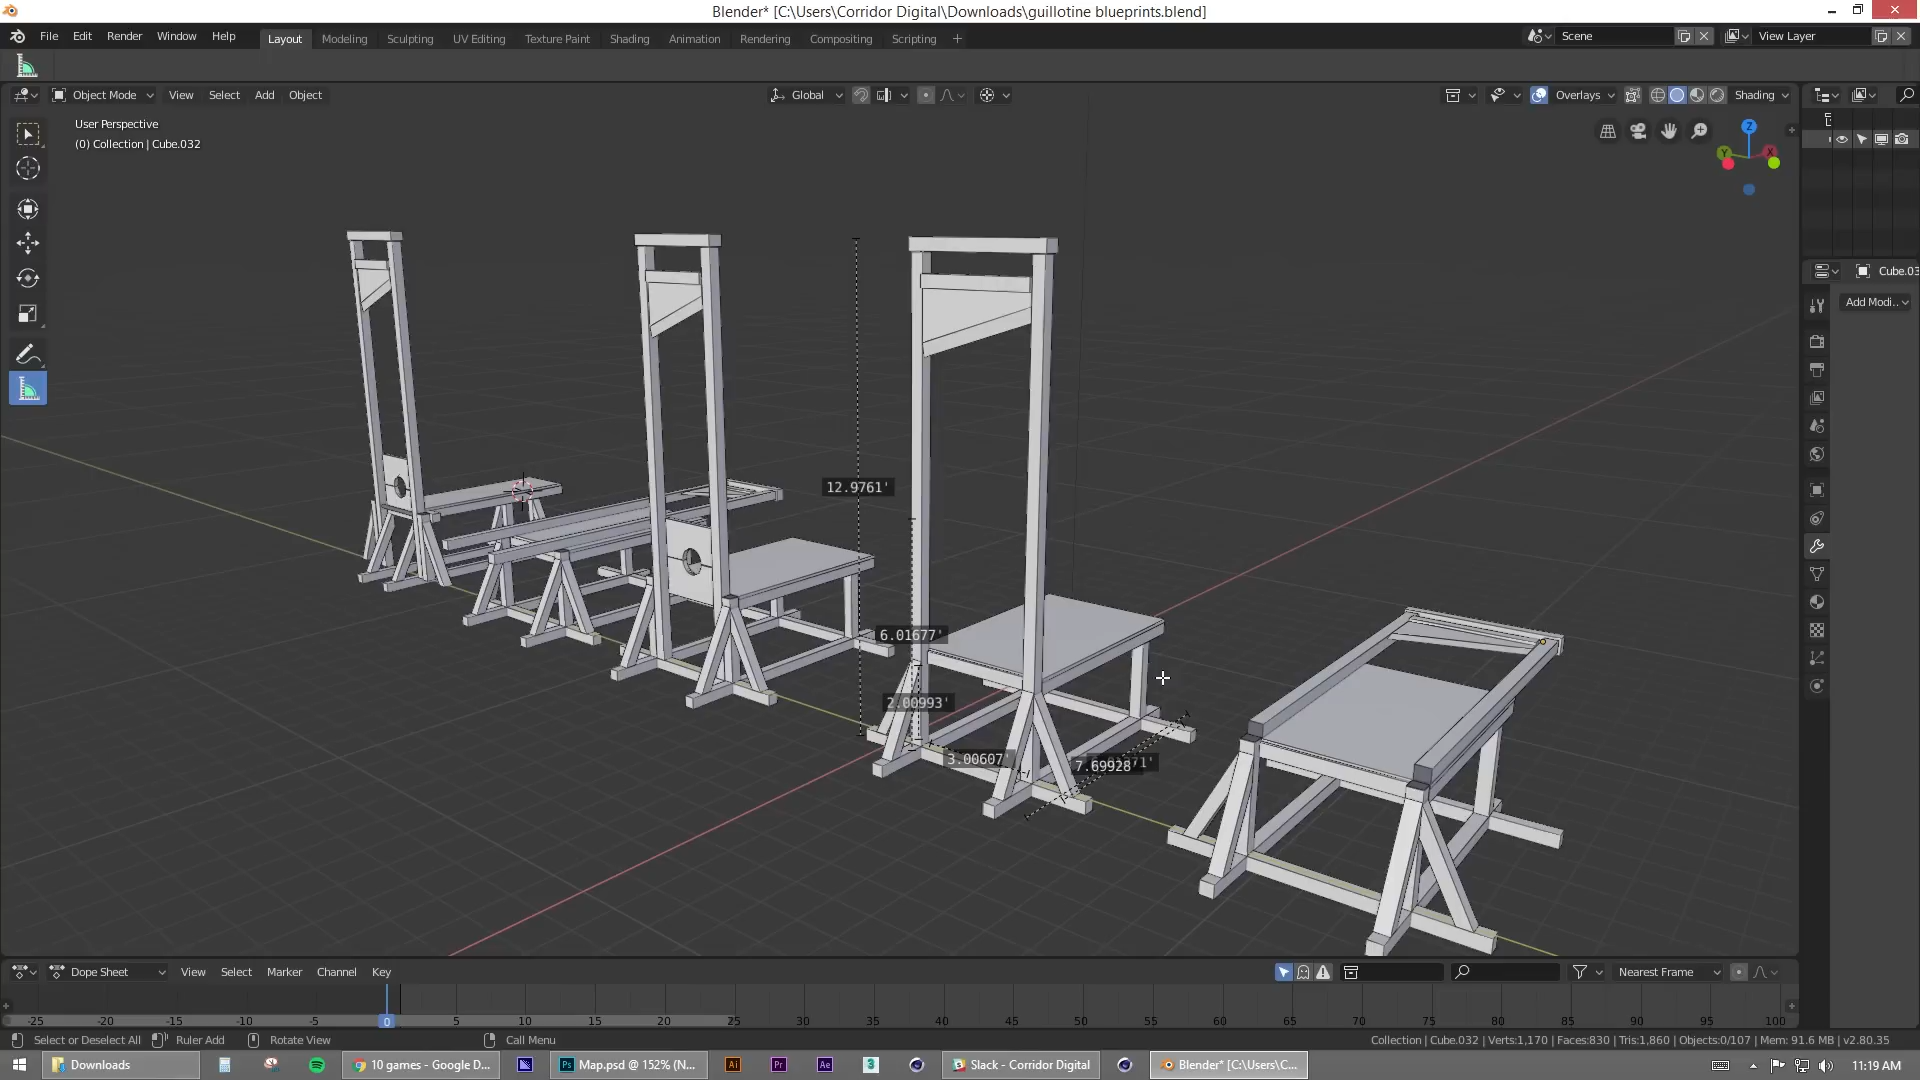 Blender* [C:\Users\Corridor Digital\Downloads\guillotine blueprints.blend]
File Edit Render Window Help Layout Modeling Sculpting UV Editing Texture Paint Shading Animation Rendering Compositing Scripting + Scene View Layer
Object Mode View Select Add Object Global Overlays Shading
User Perspective
(0) Collection | Cube.032
Z
Y X
Cube.03
Add Modi..
12.9761'
6.01677'
2.00993'
3.00607'
7.69928'
Dope Sheet View Select Marker Channel Key Nearest Frame
-25 -20 -15 -10 -5 0 5 10 15 20 25 30 35 40 45 50 55 60 65 70 75 80 85 90 95 100
Select or Deselect All Ruler Add Rotate View Call Menu Collection | Cube.032 | Verts:1,170 | Faces:830 | Tris:1,860 | Objects:0/107 | Mem: 91.6 MB | v2.80.35
Downloads 10 games - Google D... Ps Map.psd @ 152% (N... Ai Pr Ae 3 Slack - Corridor Digital Blender* [C:\Users\C... 11:19 AM